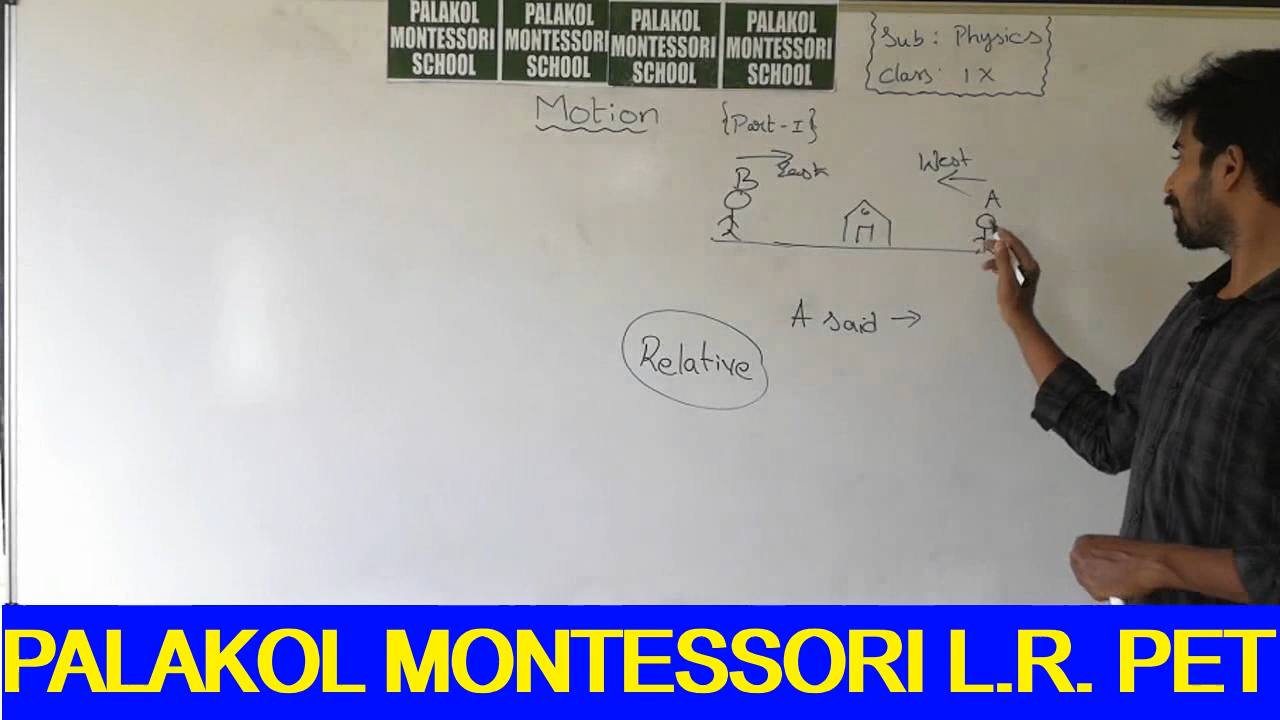 PALAKOL
MONTESSORI
SCHOOL
PALAKOL
MONTESSORI
SCHOOL
PALAKOL
MONTESSORI
SCHOOL
PALAKOL
MONTESSORI
SCHOOL
Sub : Physics
Class: IX
Motion {Part-I}
West
East
B
A
A said →
Relative
PALAKOL MONTESSORI L.R. PET